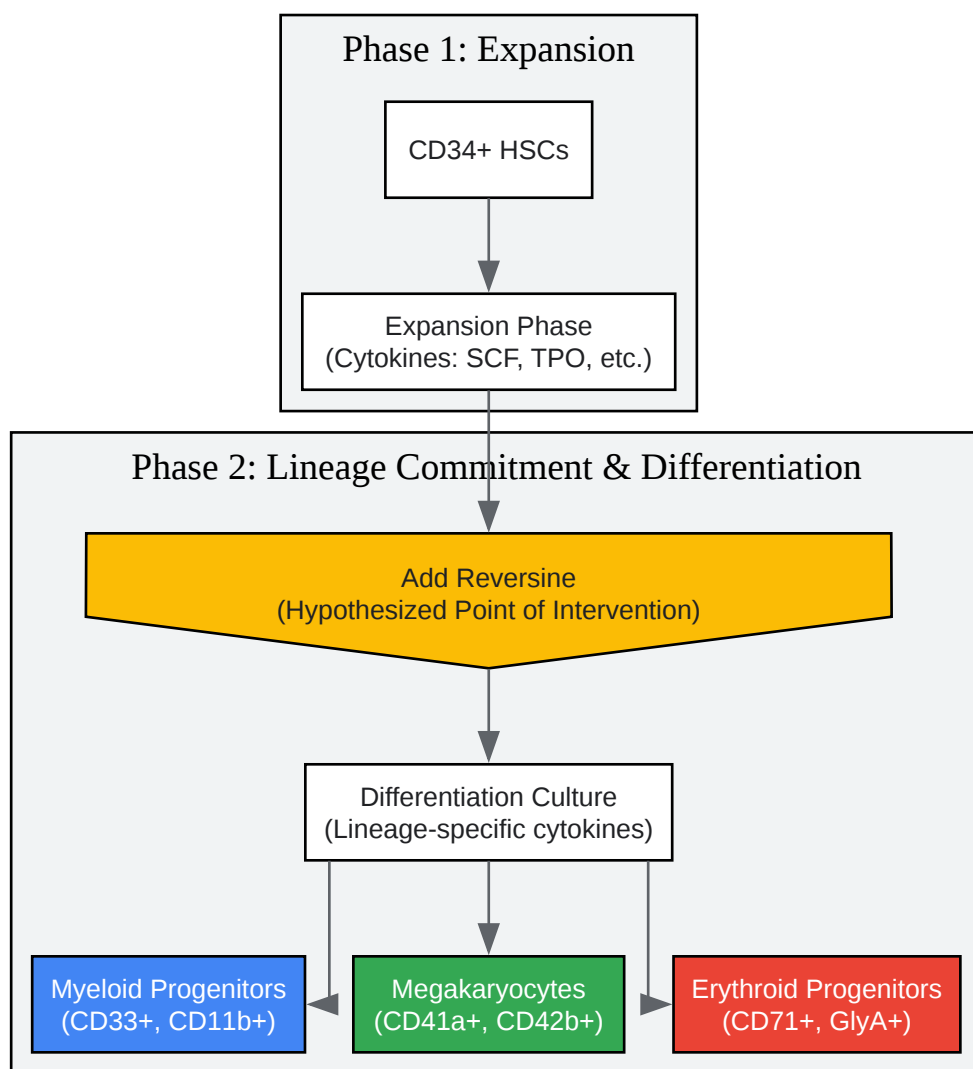 Phase 1: Expansion
CD34+ HSCs
Expansion Phase
(Cytokines: SCF, TPO, etc.)
Phase 2: Lineage Commitment & Differentiation
Add Reversine
(Hypothesized Point of Intervention)
Differentiation Culture
(Lineage-specific cytokines)
Myeloid Progenitors
(CD33+, CD11b+)
Megakaryocytes
(CD41a+, CD42b+)
Erythroid Progenitors
(CD71+, GlyA+)